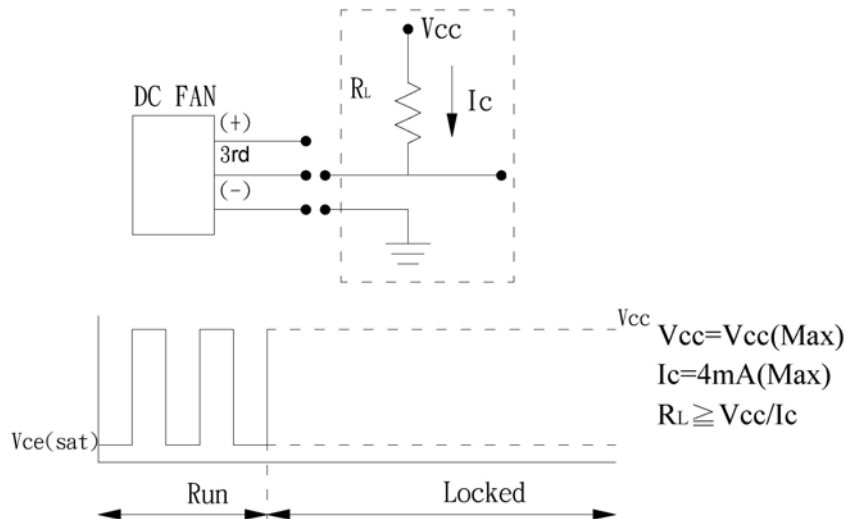 Vcc
RL
Ic
DC FAN
(+)
3rd
(-)
Vcc
Vcc=Vcc(Max)
Ic=4mA(Max)
RL≧Vcc/Ic
Vce(sat)
Run
Locked